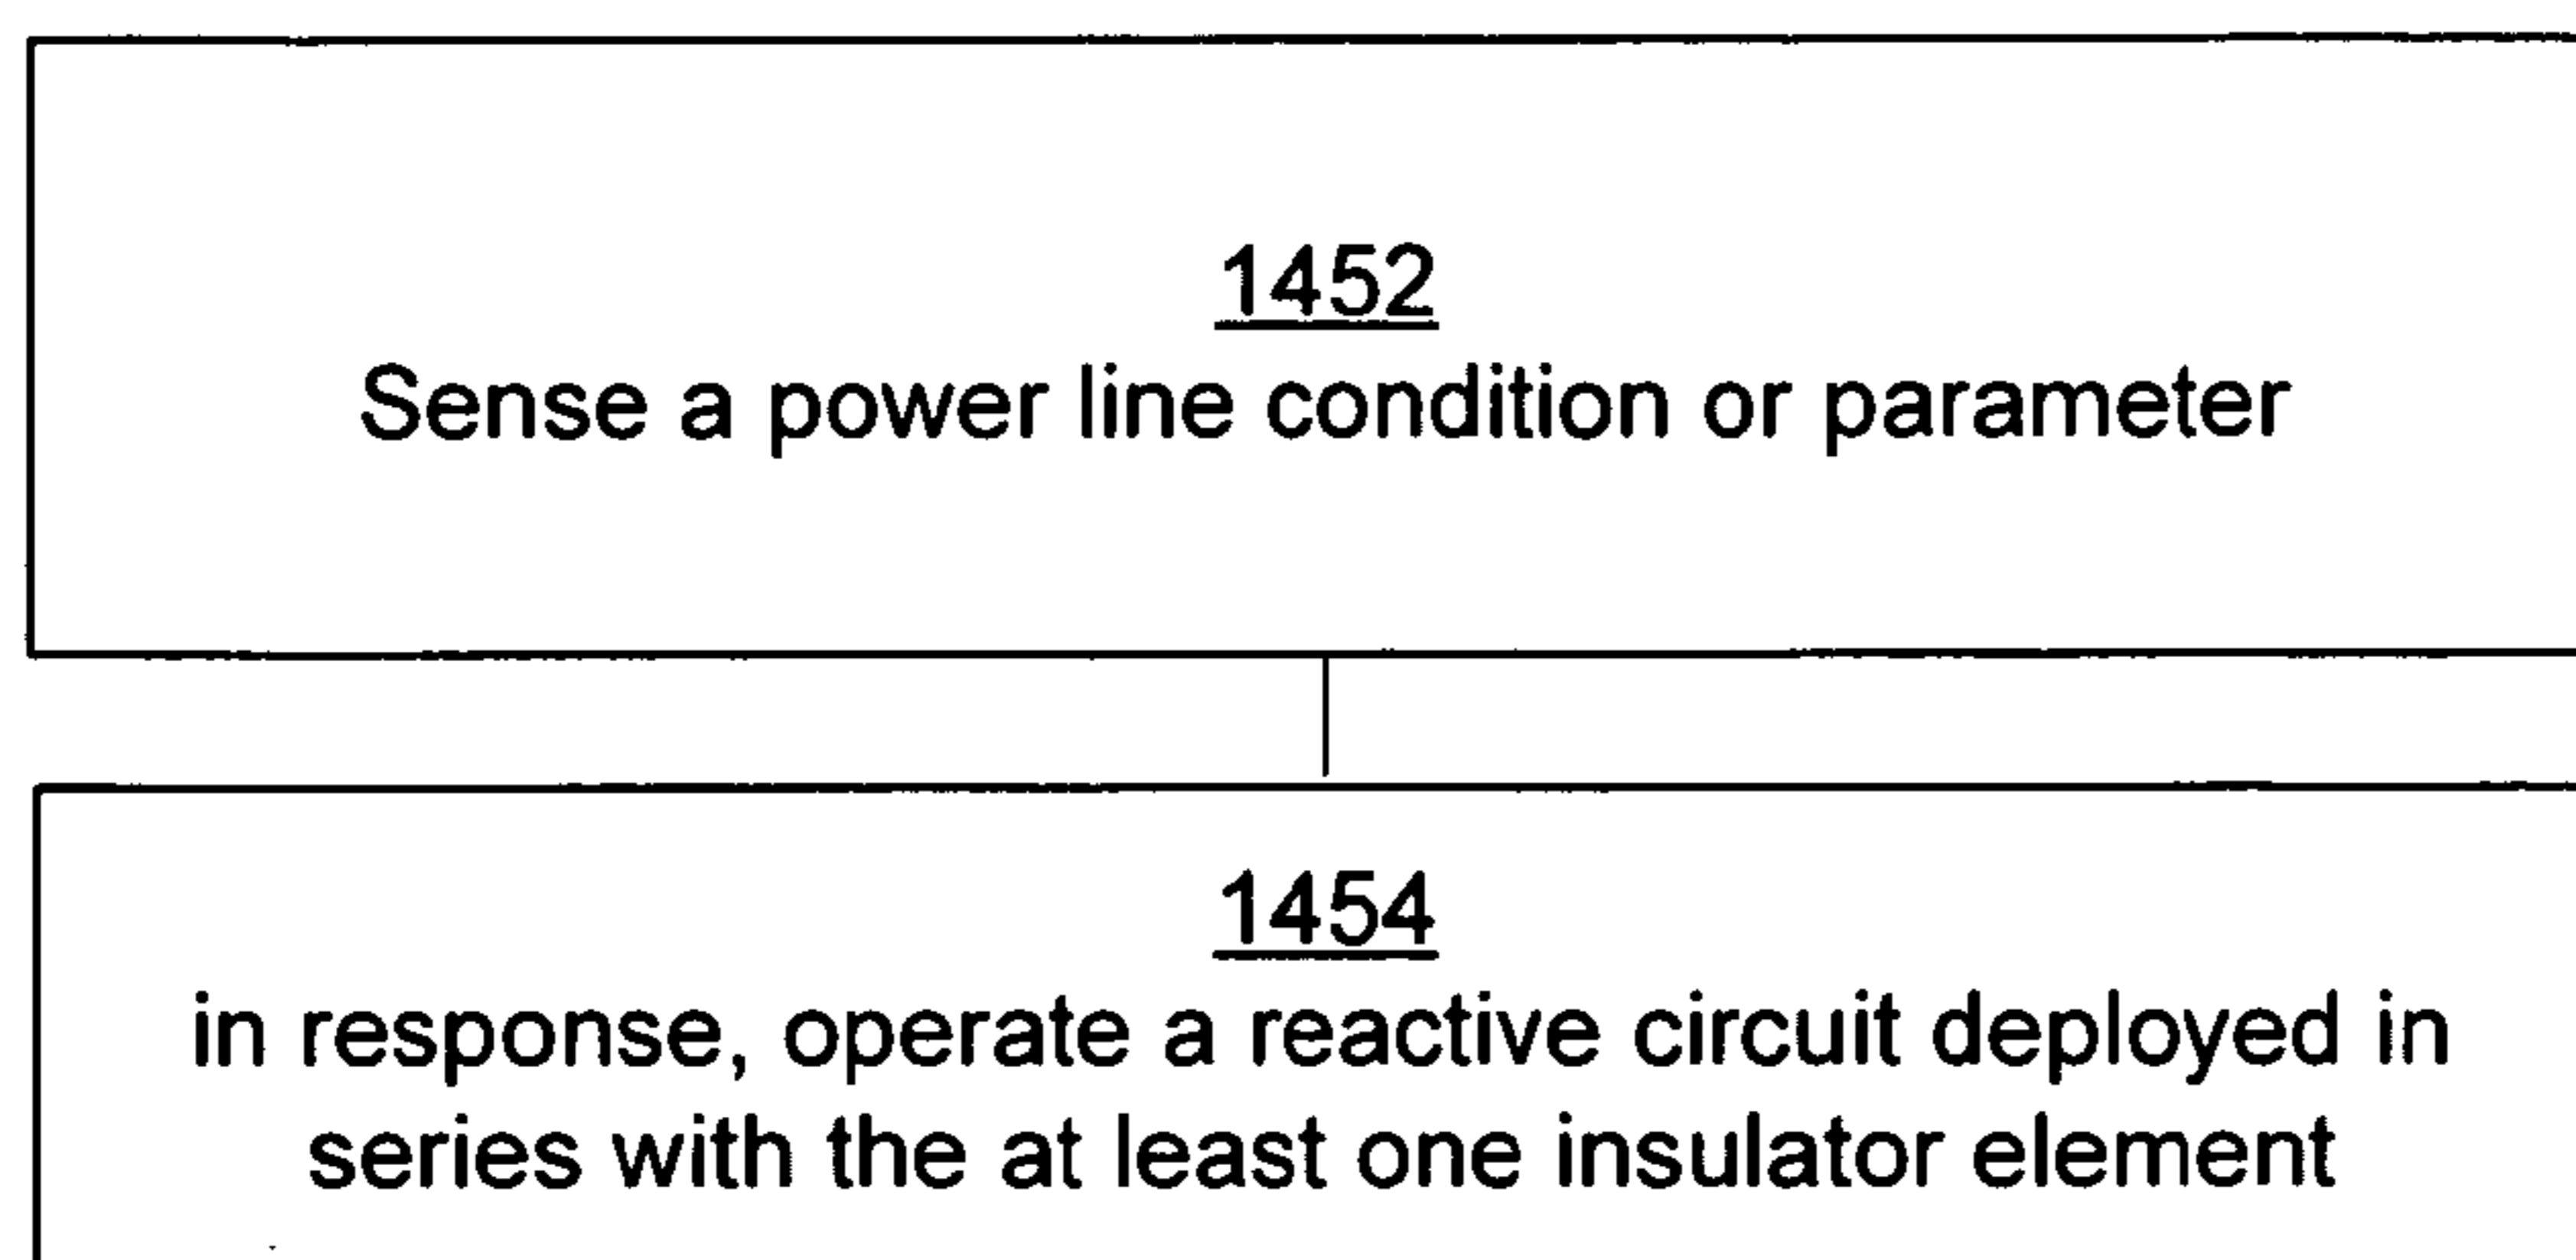 1452
Sense a power line condition or parameter
1454
in response, operate a reactive circuit deployed in
series with the at least one insulator element